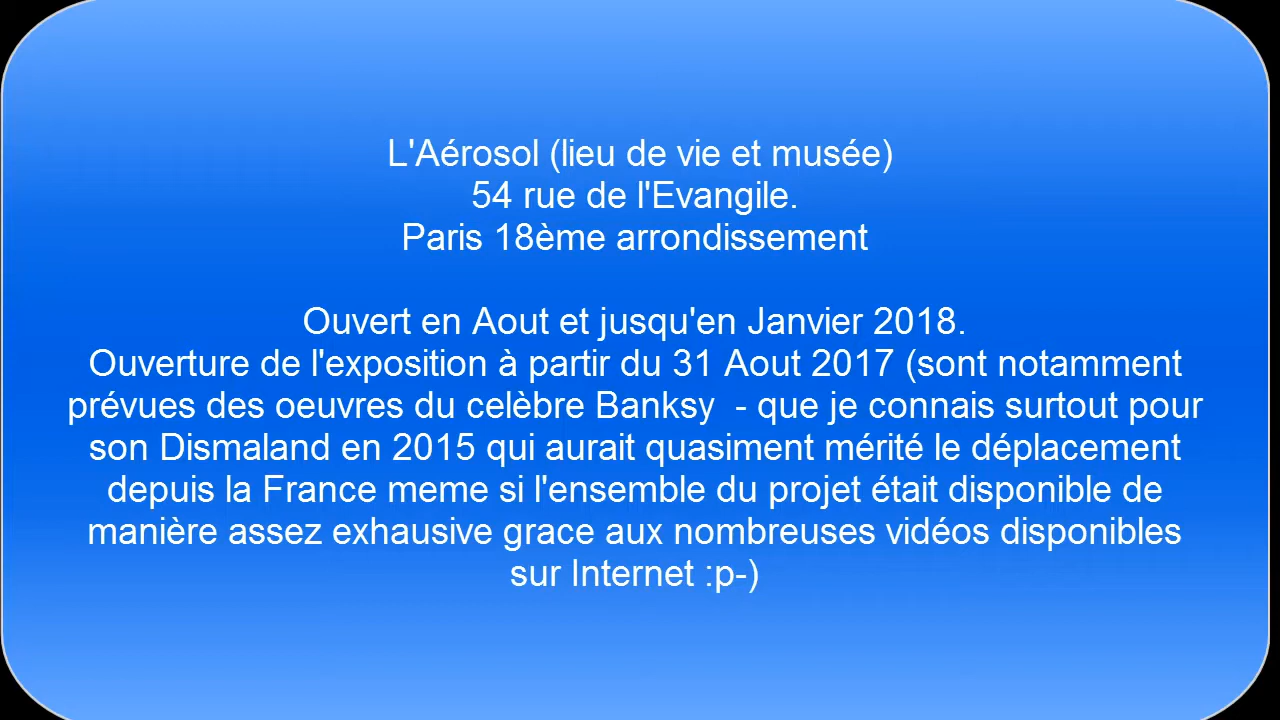 L'Aérosol (lieu de vie et musée)
54 rue de l'Evangile.
Paris 18ème arrondissement
Ouvert en Aout et jusqu'en Janvier 2018.
Ouverture de l'exposition à partir du 31 Aout 2017 (sont notamment
prévues des oeuvres du celèbre Banksy  - que je connais surtout pour
son Dismaland en 2015 qui aurait quasiment mérité le déplacement
depuis la France meme si l'ensemble du projet était disponible de
manière assez exhausive grace aux nombreuses vidéos disponibles
sur Internet :p-)